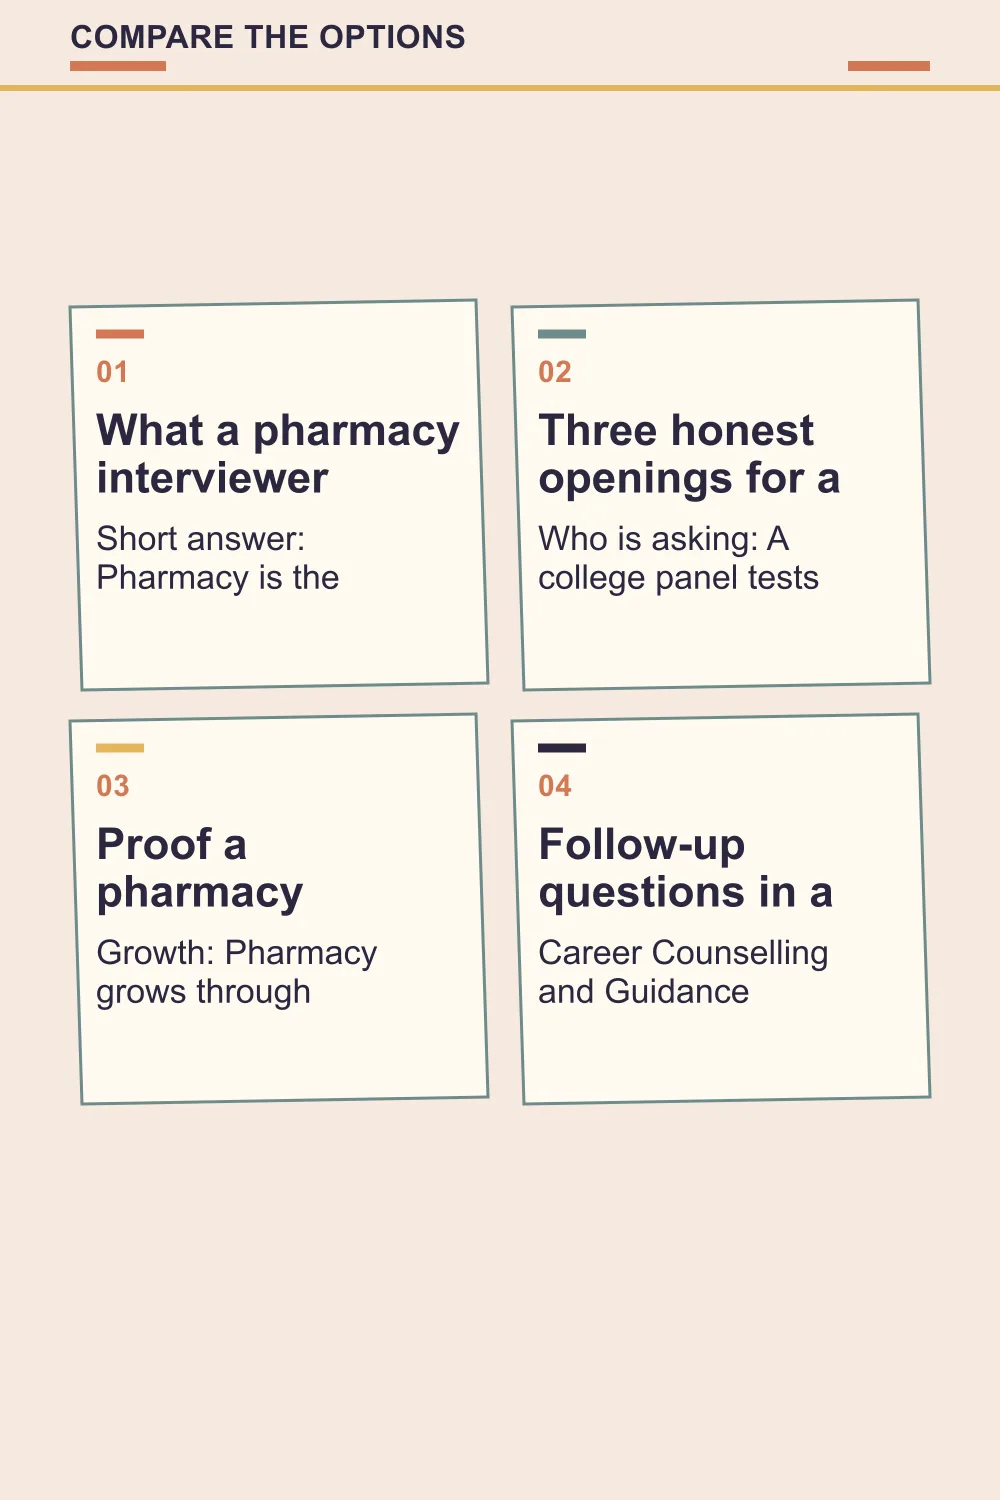 COMPARE THE OPTIONS
01
What a pharmacy
interviewer
Short answer:
Pharmacy is the
02
Three honest
openings for a
Who is asking: A
college panel tests
03
Proof a
pharmacy
Growth: Pharmacy
grows through
04
Follow-up
questions in a
Career Counselling
and Guidance